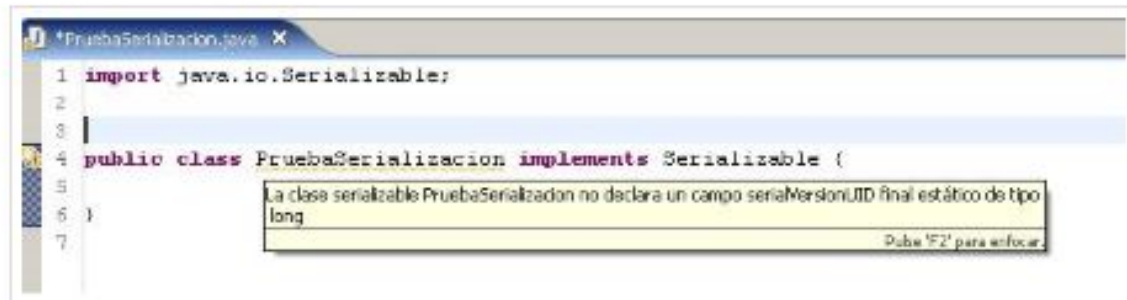 *PruebaSerializacion.java
1 import java.io.Serializable;
2
3
4 public class PruebaSerializacion implements Serializable {
La clase serializable PruebaSerializacion no declara un campo serialVersionUID final estático de tipo
long
5
6 }
Pulse 'F2' para enfocar.
7